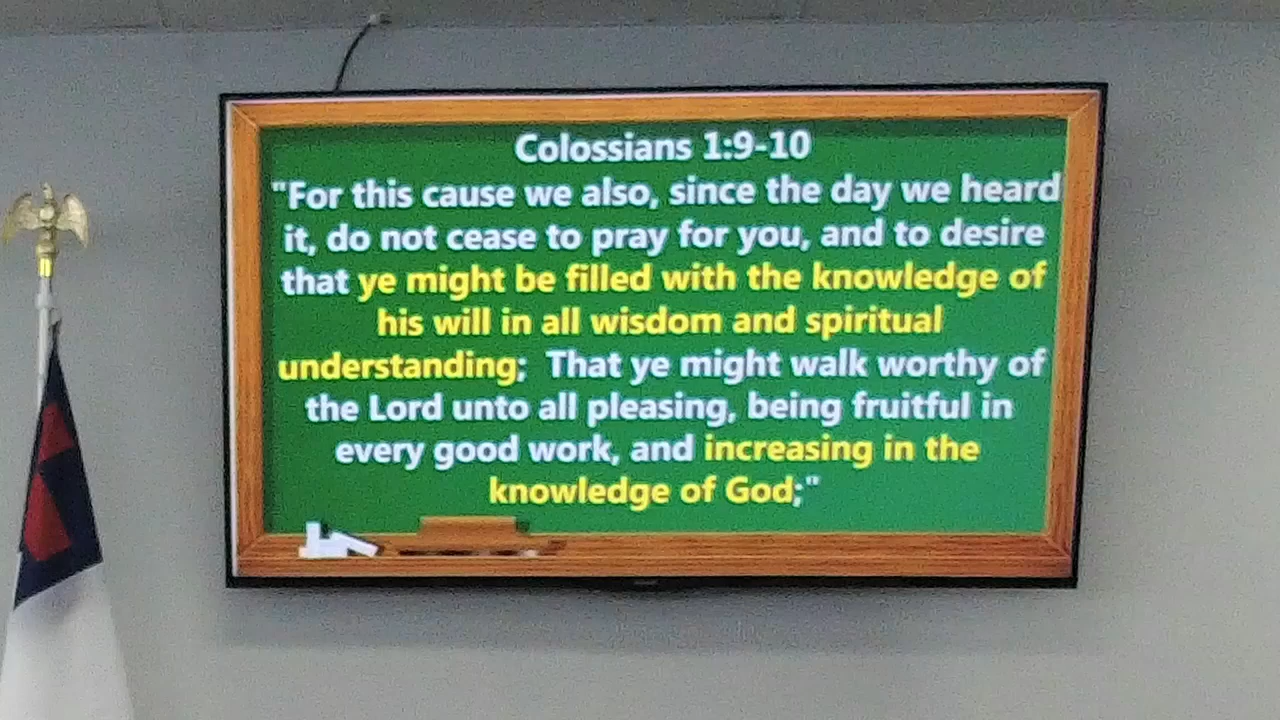 Colossians 1:9-10
"For this cause we also, since the day we heard
it, do not cease to pray for you, and to desire
that ye might be filled with the knowledge of
his will in all wisdom and spiritual
understanding;  That ye might walk worthy of
the Lord unto all pleasing, being fruitful in
every good work, and increasing in the
knowledge of God;"